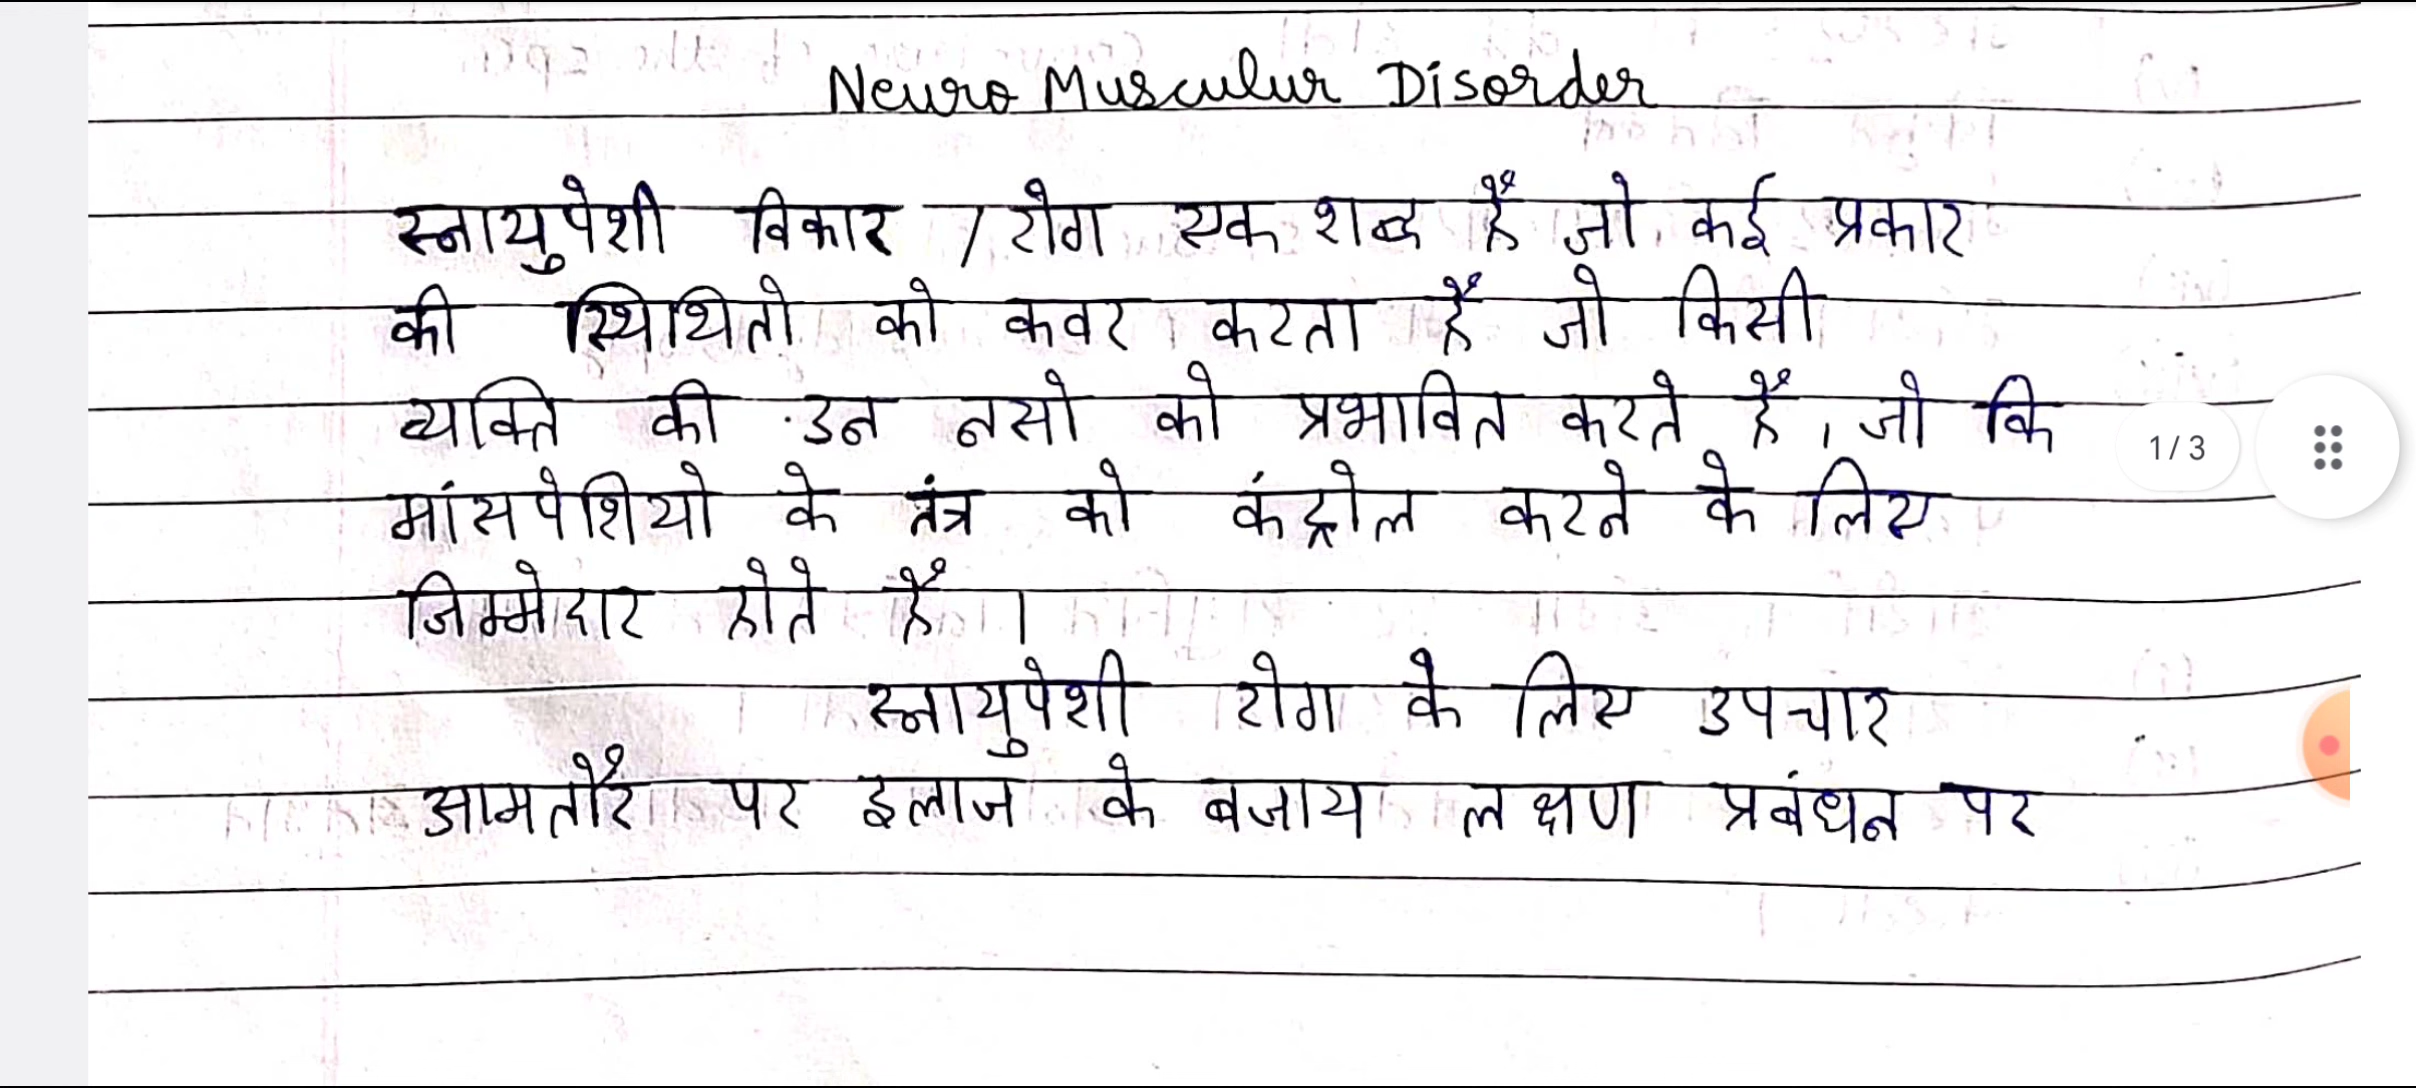 Neuro Musculur Disorder
स्नायुपेशी विकार / रोग एक शब्द हैं जो कई प्रकार
की स्थिथितो को कवर करता हैं जो किसी
व्यक्ति की उन नसो को प्रभावित करते हैं, जो कि
1/3
मांसपेशियो के तंत्र को कंट्रोल करने के लिए
जिम्मेदार होते हैं ।
स्नायुपेशी रोग के लिए उपचार
आमतौर पर इलाज के बजाय लक्षण प्रबंधन पर